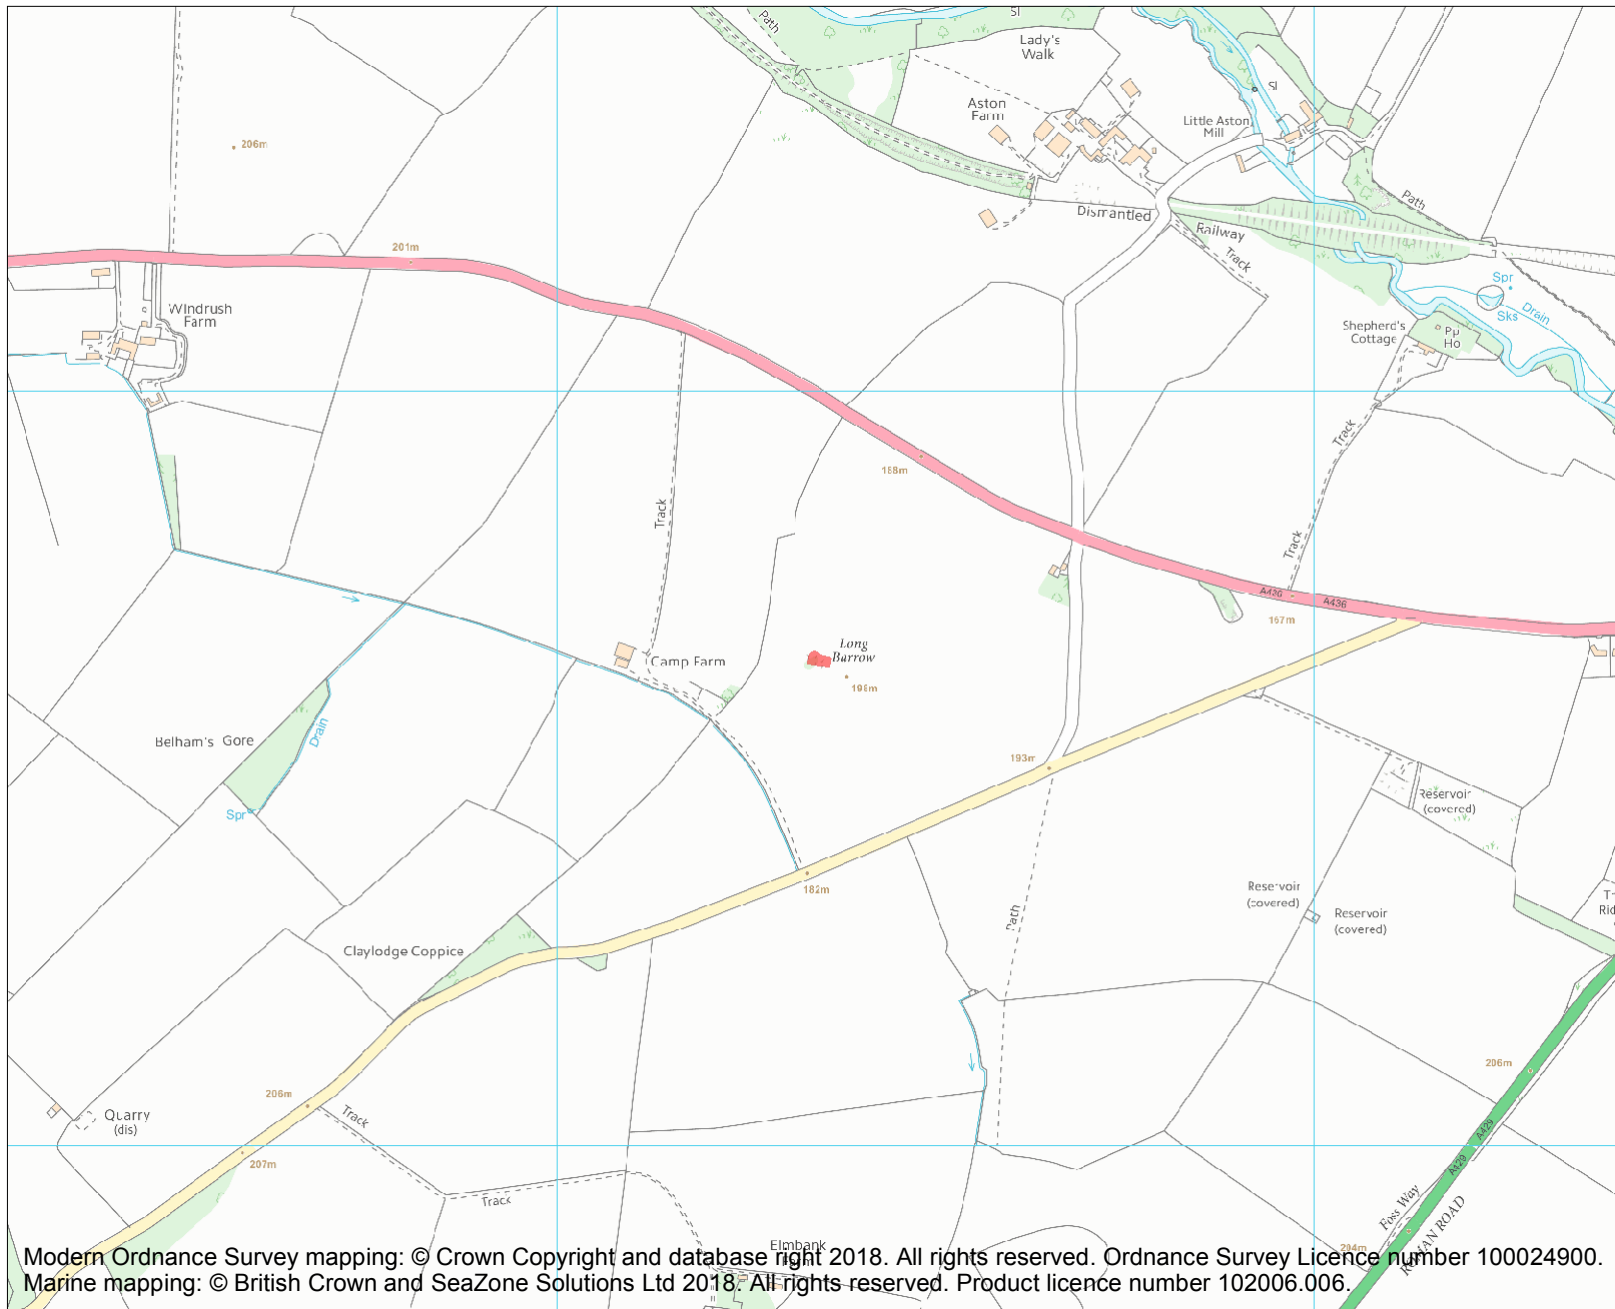 Path
Sl
Lady's
Walk
Aston
Farm
Sl
Little Aston
Mill
206m
Path
Dismantled
Railway
Track
201m
Spr
Drain
Sks
Windrush
Farm
Shepherd's
Cottage
Pp
Ho
Track
188m
Track
Track
A436
A436
167m
Long
Barrow
Camp Farm
198m
Belham's Gore
Drain
193m
Spr
Reservoir
(covered)
182m
Reservoir
(covered)
Path
Reservoir
(covered)
Claylodge Coppice
206m
206m
Quarry
(dis)
Track
A429
207m
A429
Track
Foss Way
ROMAN ROAD
Elmbank
Farm
204m
Modern Ordnance Survey mapping: © Crown Copyright and database right 2018. All rights reserved. Ordnance Survey Licence number 100024900.
Marine mapping: © British Crown and SeaZone Solutions Ltd 2018. All rights reserved. Product licence number 102006.006.